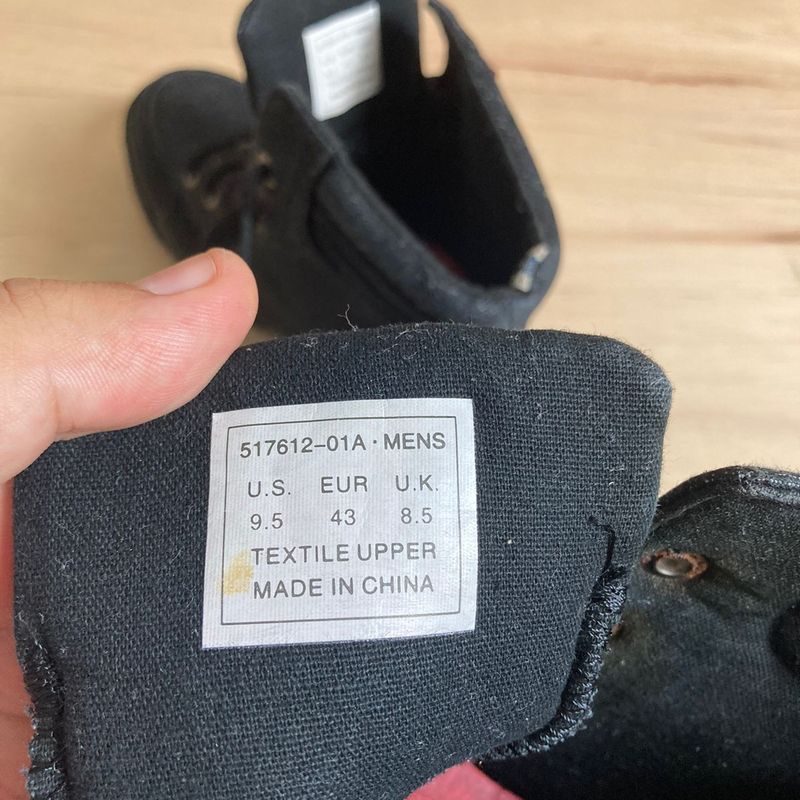 517612-01A · MENS
U.S. EUR U.K.
9.5 43 8.5
TEXTILE UPPER
MADE IN CHINA